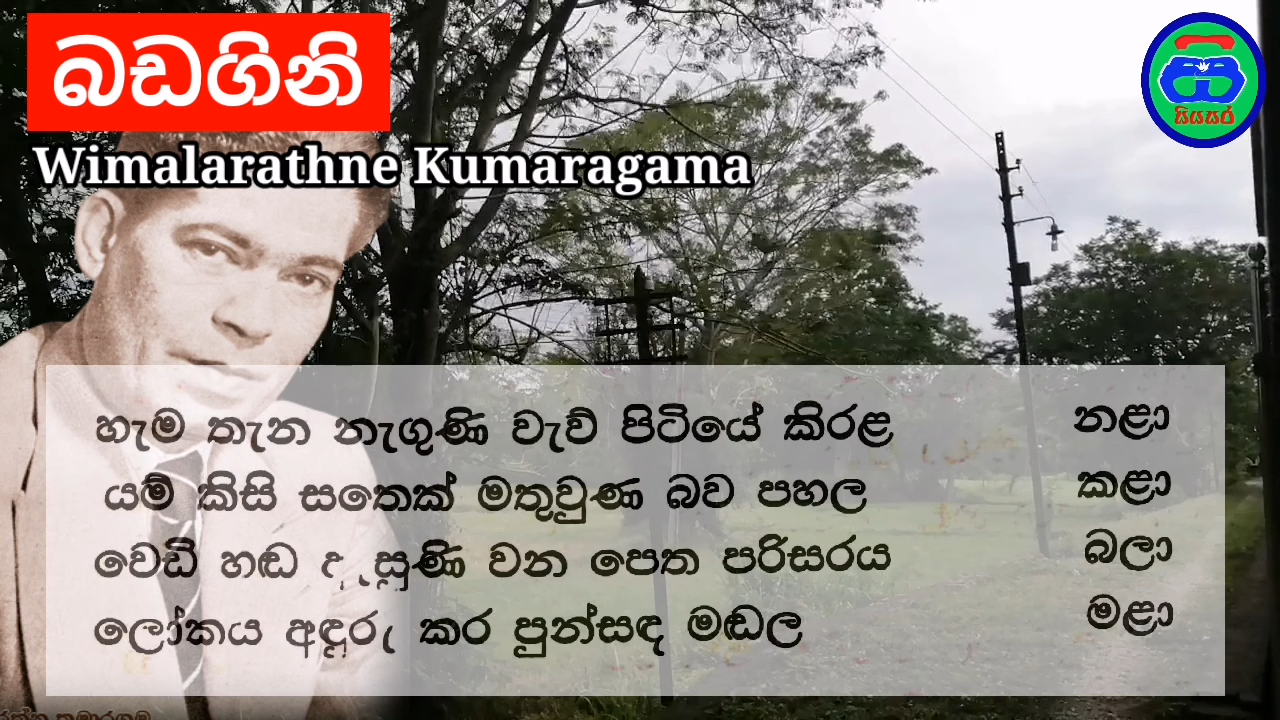 බඩගිනි
සියසර
Wimalarathne Kumaragama
හැම තැන නැගුණි වැව් පිටියේ කිරළ නළා
යම් කිසි සතෙක් මතුවුණ බව පහල කළා
වෙඩි හඬ ඇසුණි වන පෙත පරිසරය බලා
ලෝකය අඳුරු කර පුන්සඳ මඬල මළා